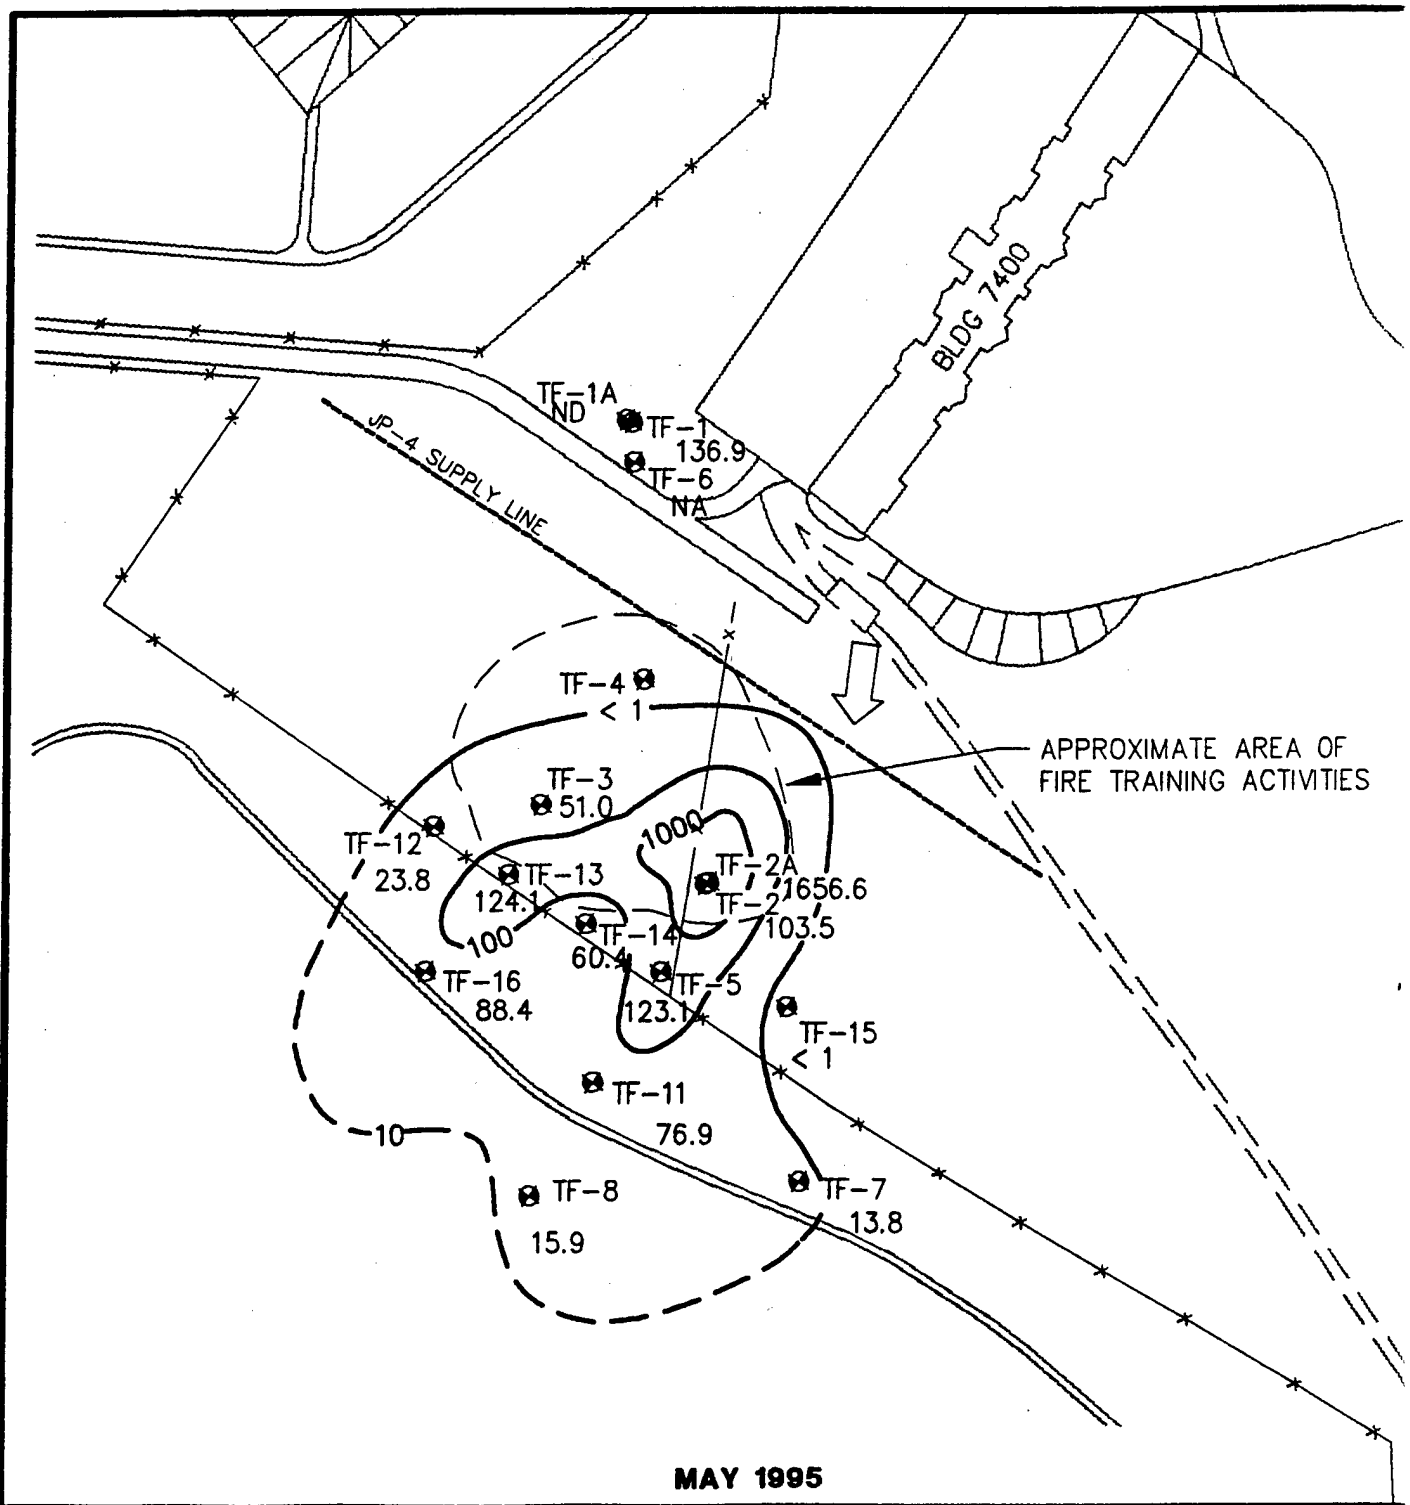 BLDG 7400
TF-1A
ND
TF-1
136.9
TF-6
NA
JP-4 SUPPLY LINE
TF-4
< 1
APPROXIMATE AREA OF
FIRE TRAINING ACTIVITIES
TF-3
51.0
1000
TF-12
23.8
TF-13
124.1
TF-2A
1656.6
TF-2
103.5
100
TF-14
60.4
TF-16
88.4
TF-5
123.1
TF-15
< 1
TF-11
76.9
10
TF-8
15.9
TF-7
13.8
MAY 1995